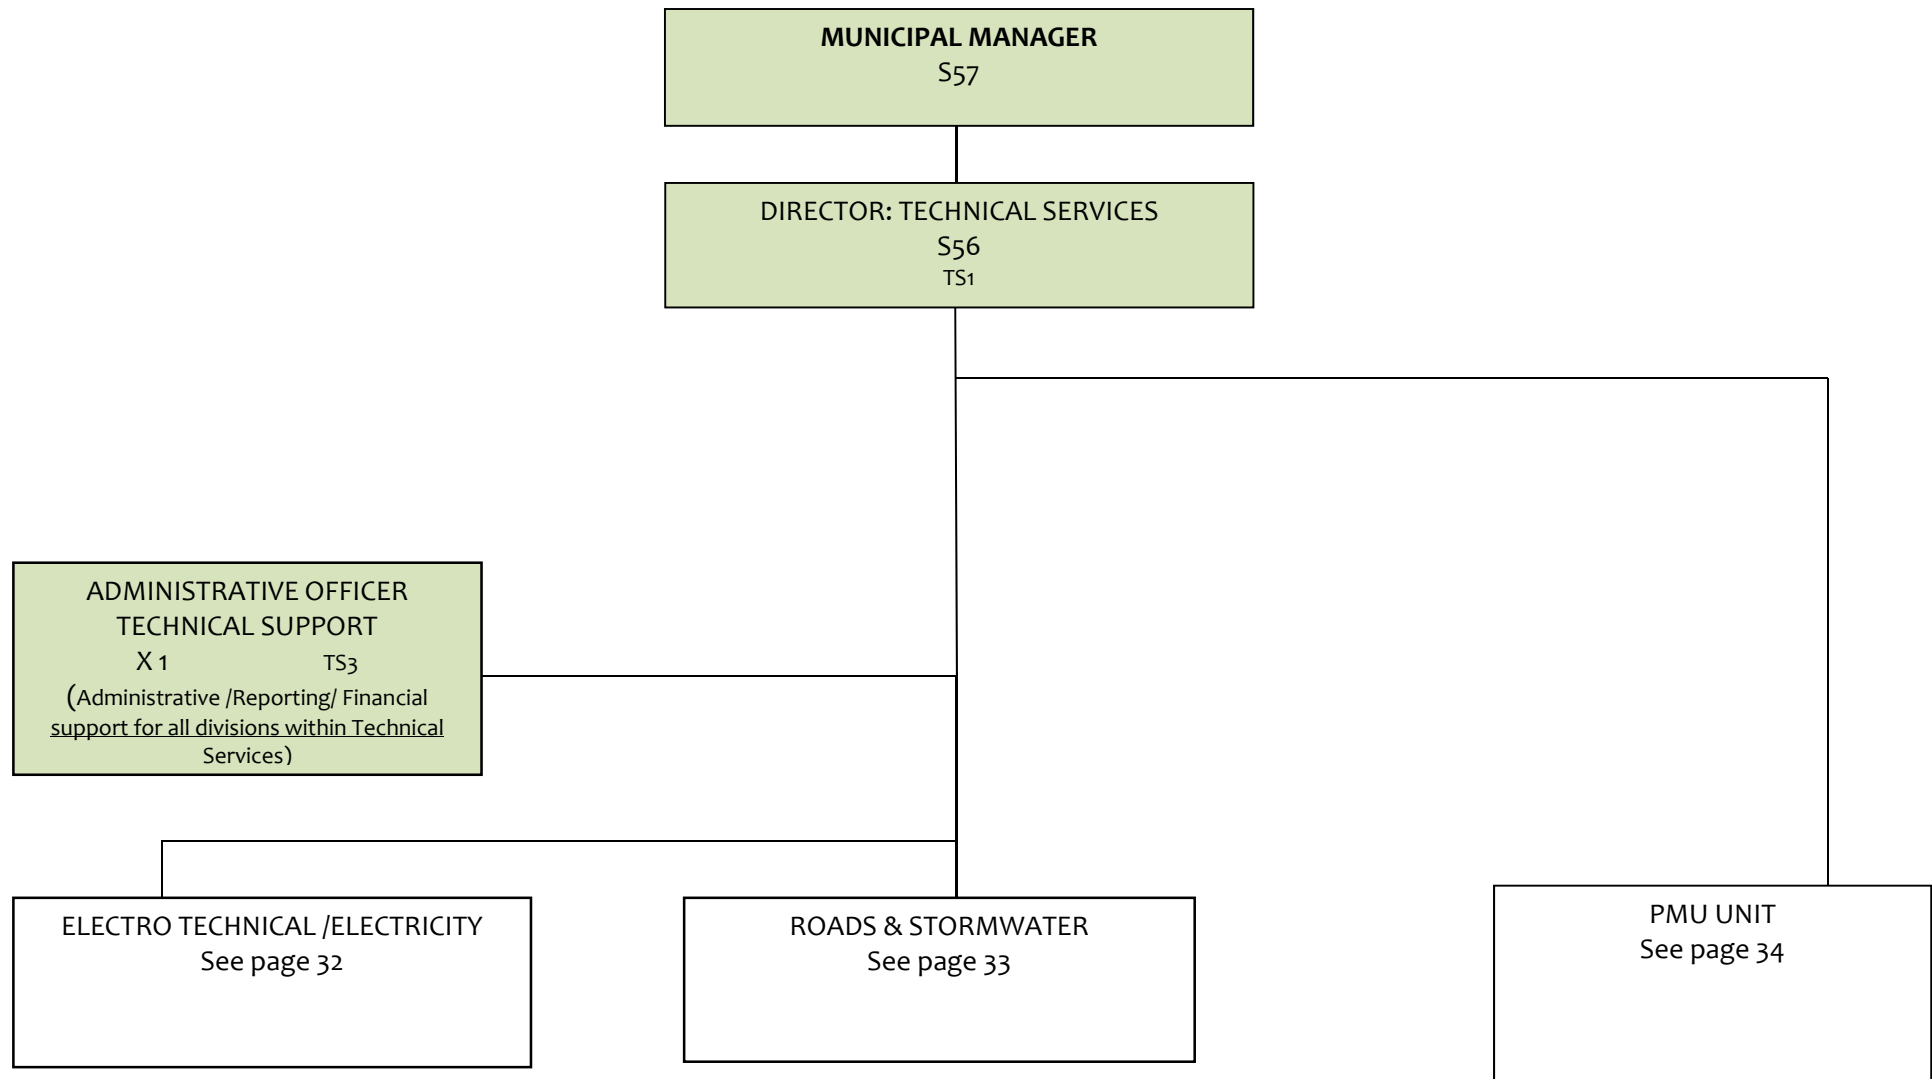 MUNICIPAL MANAGER
S57
DIRECTOR: TECHNICAL SERVICES
S56
TS1
ADMINISTRATIVE OFFICER
TECHNICAL SUPPORT
X 1 TS3
(Administrative /Reporting/ Financial
support for all divisions within Technical
Services)
ELECTRO TECHNICAL /ELECTRICITY
See page 32
ROADS & STORMWATER
See page 33
PMU UNIT
See page 34